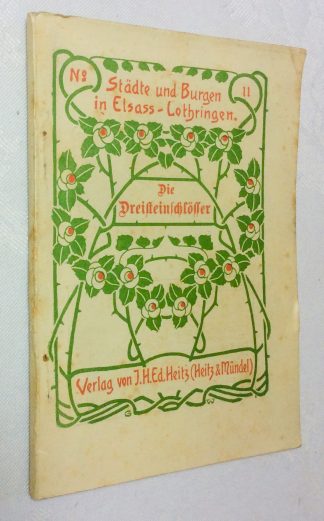 No 11
Städte und Burgen
in Elsass-Lothringen.
Die
Dreisteinschlösser
Verlag von J.H.Ed.Heitz (Heitz & Mündel)